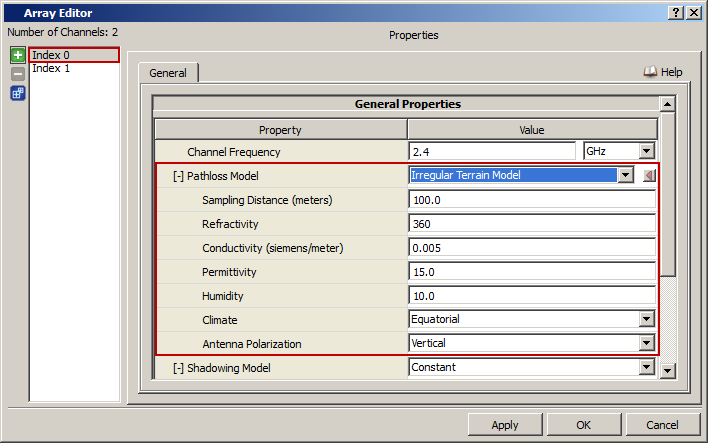 Array Editor
Number of Channels: 2
Properties
Index 0
Index 1
General
Help
General Properties
Property Value
Channel Frequency 2.4 GHz
[-] Pathloss Model Irregular Terrain Model
Sampling Distance (meters) 100.0
Refractivity 360
Conductivity (siemens/meter) 0.005
Permittivity 15.0
Humidity 10.0
Climate Equatorial
Antenna Polarization Vertical
[-] Shadowing Model Constant
Apply OK Cancel